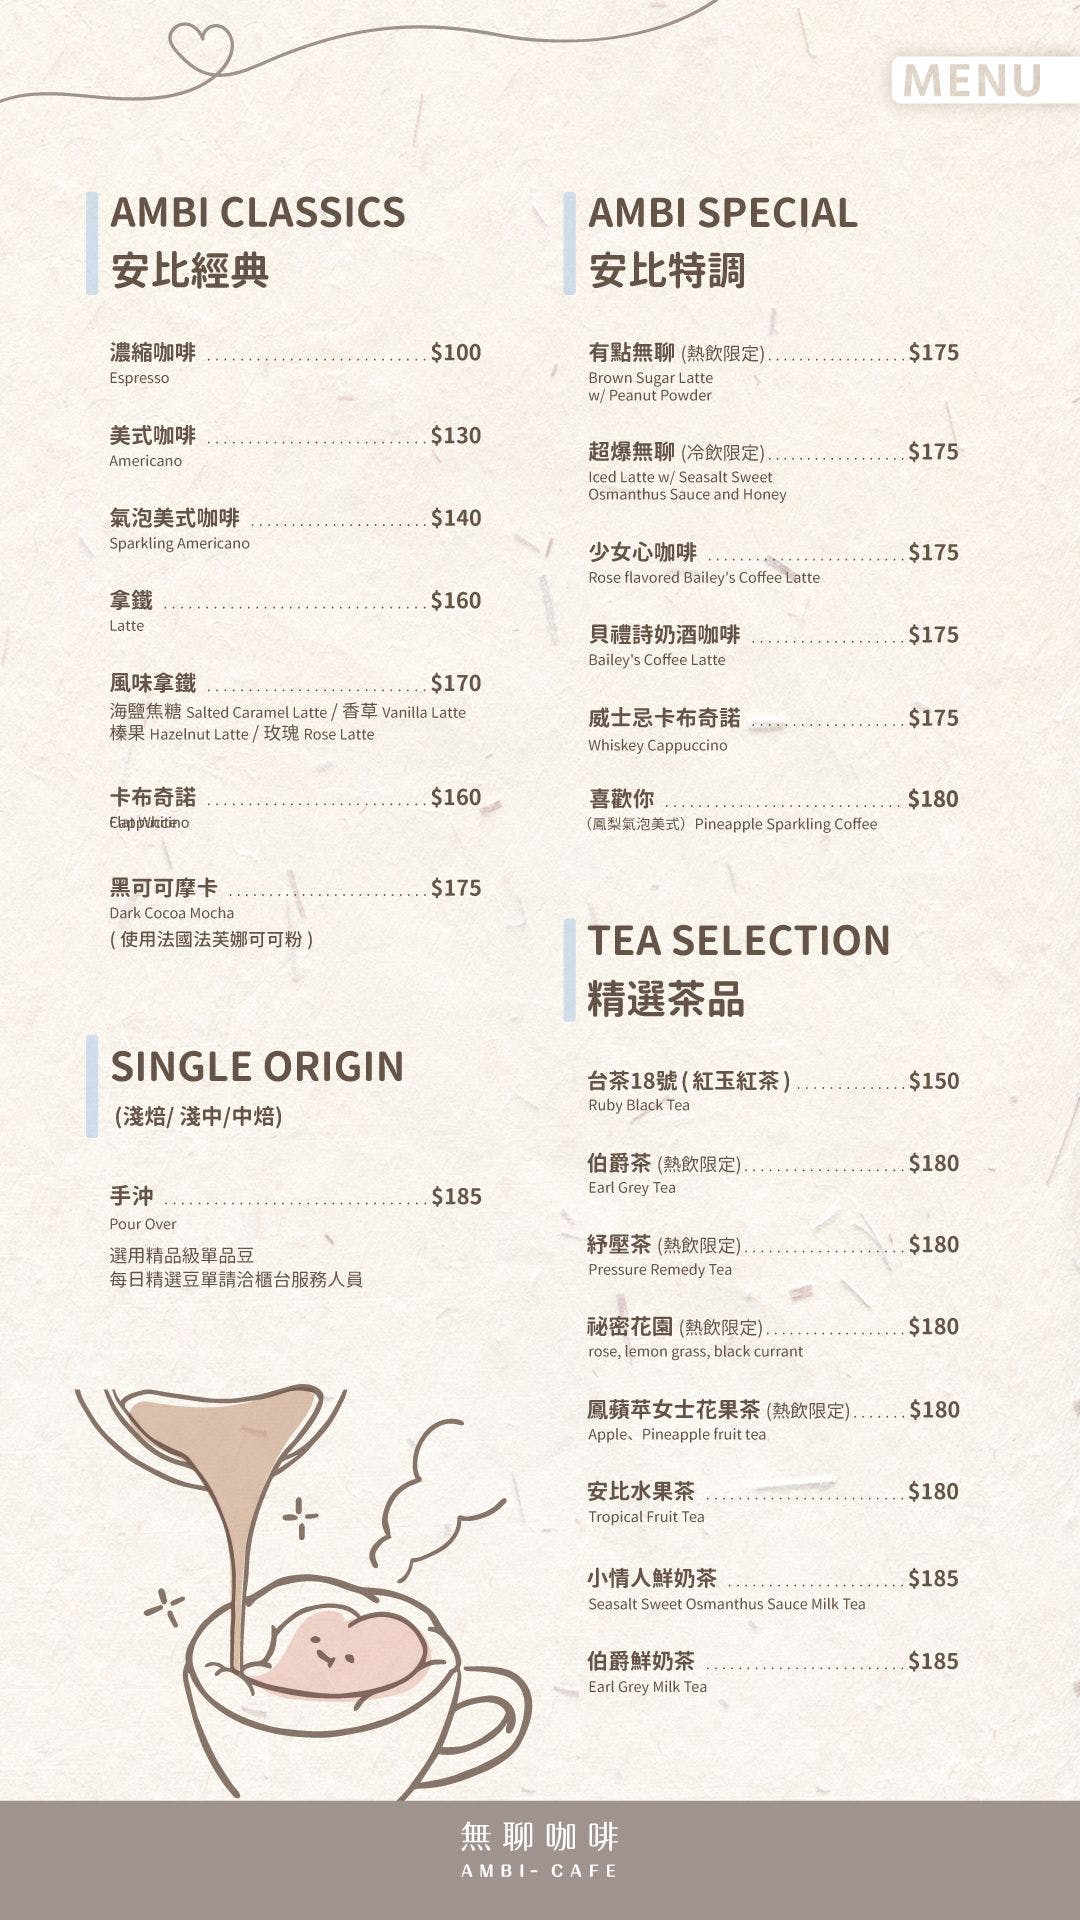 MENU
AMBI CLASSICS
安比經典
濃縮咖啡 $100
Espresso
美式咖啡 $130
Americano
氣泡美式咖啡 $140
Sparkling Americano
拿鐵 $160
Latte
風味拿鐵 $170
海鹽焦糖 Salted Caramel Latte / 香草 Vanilla Latte
榛果 Hazelnut Latte / 玫瑰 Rose Latte
卡布奇諾 $160
黑可可摩卡 $175
Dark Cocoa Mocha
( 使用法國法芙娜可可粉 )
SINGLE ORIGIN
(淺焙/ 淺中/中焙)
手沖 $185
Pour Over
選用精品級單品豆
每日精選豆單請洽櫃台服務人員
AMBI SPECIAL
安比特調
有點無聊 (熱飲限定) $175
Brown Sugar Latte
w/ Peanut Powder
超爆無聊 (冷飲限定) $175
Iced Latte w/ Seasalt Sweet
Osmanthus Sauce and Honey
少女心咖啡 $175
Rose flavored Bailey's Coffee Latte
貝禮詩奶酒咖啡 $175
Bailey's Coffee Latte
威士忌卡布奇諾 $175
Whiskey Cappuccino
喜歡你 $180
（鳳梨氣泡美式）Pineapple Sparkling Coffee
TEA SELECTION
精選茶品
台茶18號 ( 紅玉紅茶 ) $150
Ruby Black Tea
伯爵茶 (熱飲限定) $180
Earl Grey Tea
紓壓茶 (熱飲限定) $180
Pressure Remedy Tea
祕密花園 (熱飲限定) $180
rose, lemon grass, black currant
鳳蘋苹女士花果茶 (熱飲限定) $180
Apple、Pineapple fruit tea
安比水果茶 $180
Tropical Fruit Tea
小情人鮮奶茶 $185
Seasalt Sweet Osmanthus Sauce Milk Tea
伯爵鮮奶茶 $185
Earl Grey Milk Tea
無聊咖啡
AMBI- CAFE